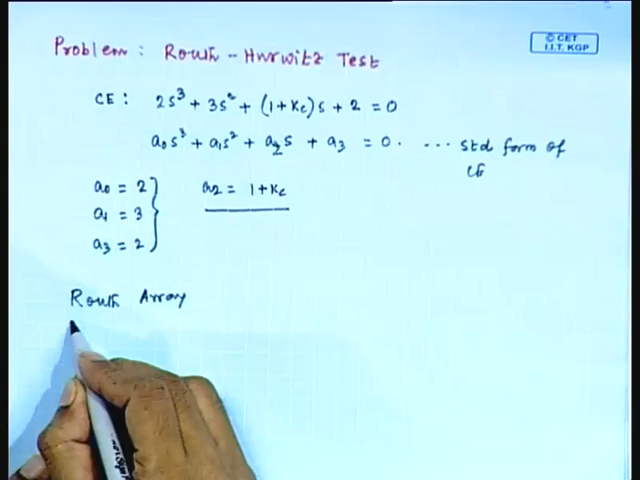 Problem : Routh - Hurwitz Test
© CET
I.I.T. KGP
CE : 2s³ + 3s² + (1+Kc)s + 2 = 0
a₀s³ + a₁s² + a₂s + a₃ = 0. ... Std form of
CE
a₀ = 2 a₂ = 1+Kc
a₁ = 3
a₃ = 2
Routh Array